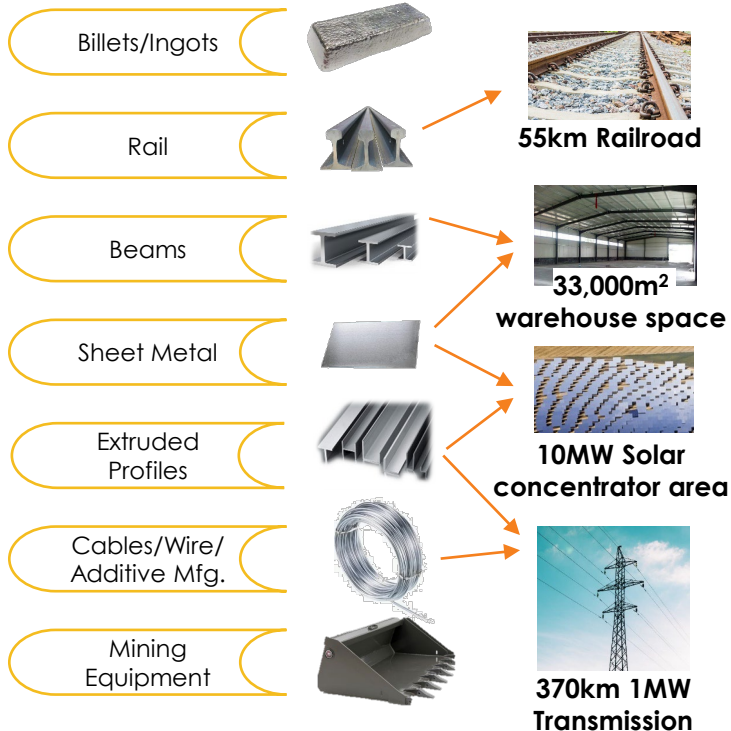 Billets/Ingots
Rail
Beams
Sheet Metal
Extruded
Profiles
Cables/Wire/
Additive Mfg.
Mining
Equipment
55km Railroad
33,000m²
warehouse space
10MW Solar
concentrator area
370km 1MW
Transmission